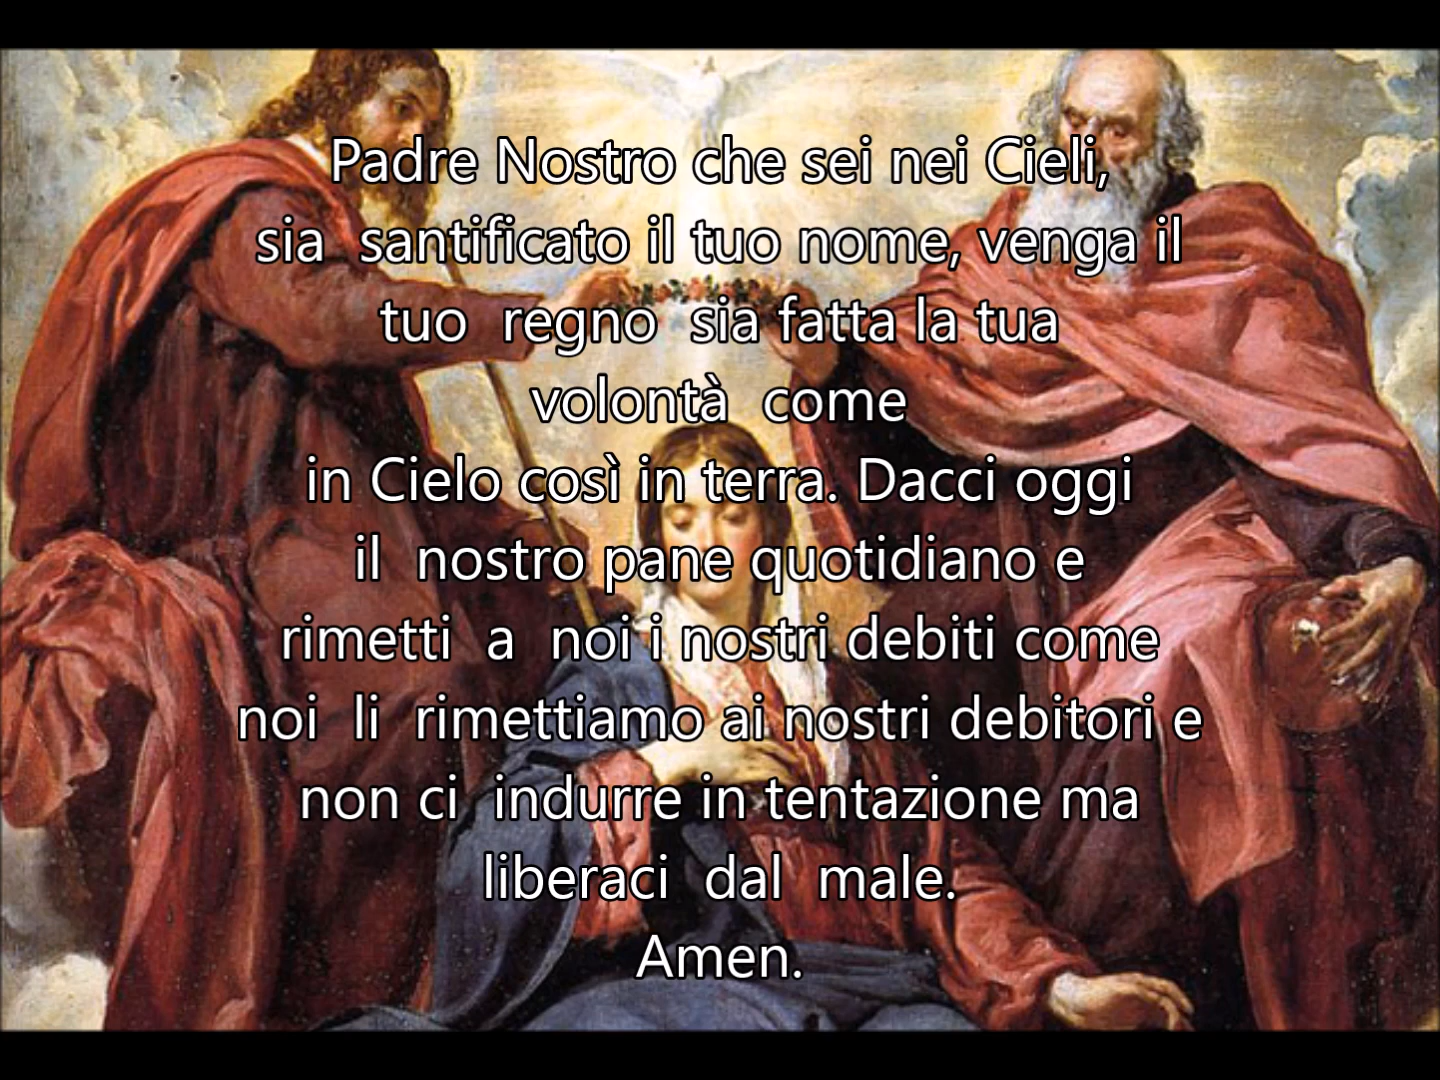 Padre Nostro che sei nei Cieli,
sia santificato il tuo nome, venga il
tuo regno sia fatta la tua
volontà come
in Cielo così in terra. Dacci oggi
il nostro pane quotidiano e
rimetti a noi i nostri debiti come
noi li rimettiamo ai nostri debitori e
non ci indurre in tentazione ma
liberaci dal male.
Amen.